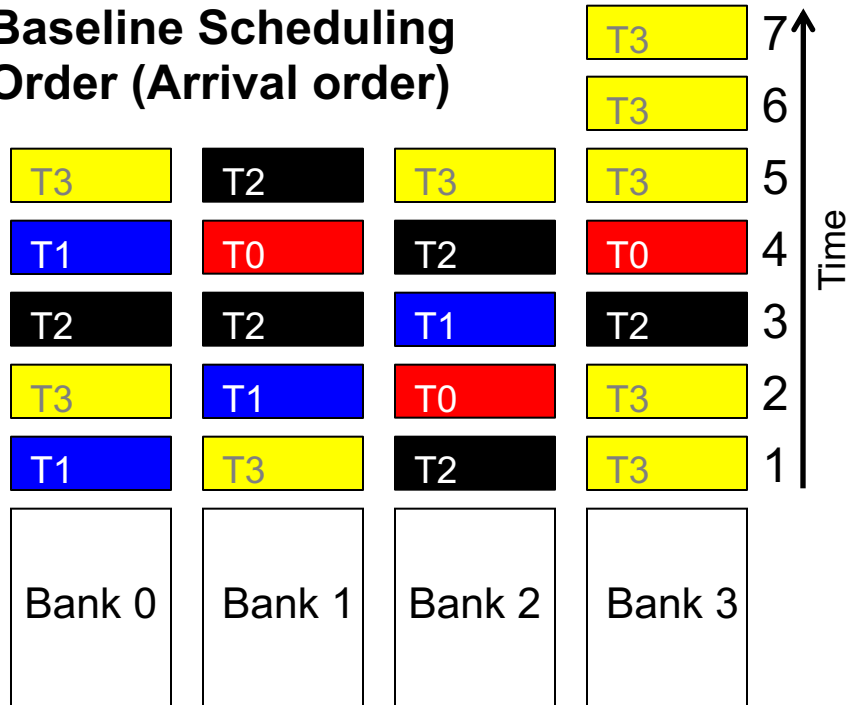 Baseline Scheduling
Order (Arrival order)
T3 7
T3 6
T3 T2 T3 T3 5
T1 T0 T2 T0 4
T2 T2 T1 T2 3
T3 T1 T0 T3 2
T1 T3 T2 T3 1
Time
Bank 0 Bank 1 Bank 2 Bank 3